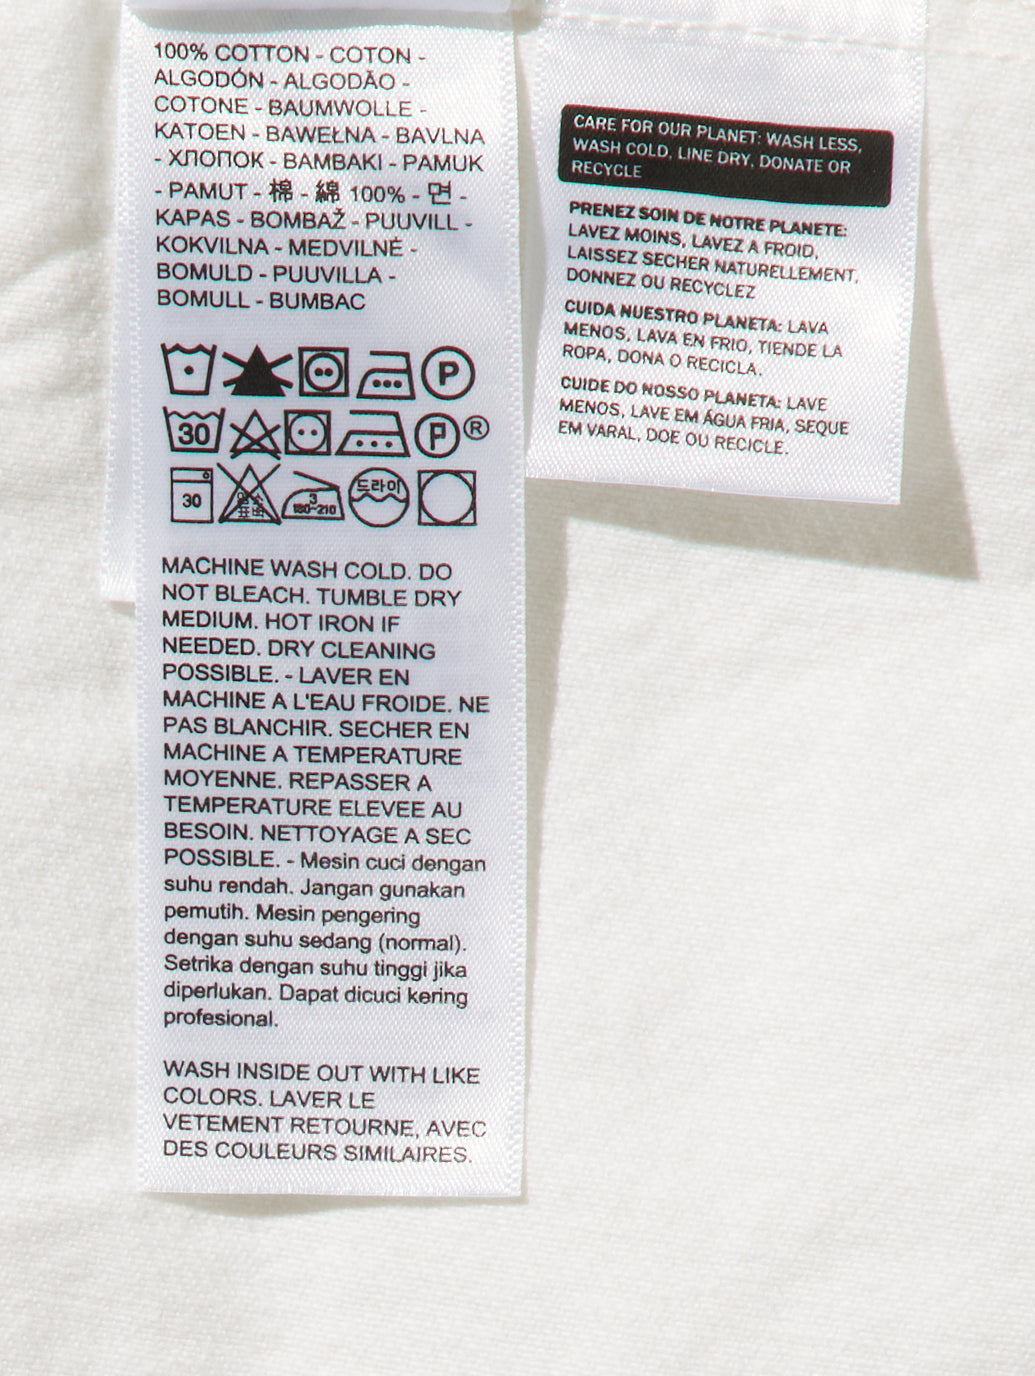 100% COTTON - COTON -
ALGODÓN - ALGODÃO -
COTONE - BAUMWOLLE -
KATOEN - BAWEŁNA - BAVLNA
- ХЛОПОК - BAMBAKI - PAMUK
- PAMUT - 棉 - 綿 100% - 면 -
KAPAS - BOMBAŽ - PUUVILL -
KOKVILNA - MEDVILNĖ -
BOMULD - PUUVILLA -
BOMULL - BUMBAC
P
30 P ®
30 염소 표백 3 180~210 드라이
MACHINE WASH COLD. DO
NOT BLEACH. TUMBLE DRY
MEDIUM. HOT IRON IF
NEEDED. DRY CLEANING
POSSIBLE. - LAVER EN
MACHINE A L'EAU FROIDE. NE
PAS BLANCHIR. SECHER EN
MACHINE A TEMPERATURE
MOYENNE. REPASSER A
TEMPERATURE ELEVEE AU
BESOIN. NETTOYAGE A SEC
POSSIBLE. - Mesin cuci dengan
suhu rendah. Jangan gunakan
pemutih. Mesin pengering
dengan suhu sedang (normal).
Setrika dengan suhu tinggi jika
diperlukan. Dapat dicuci kering
profesional.
WASH INSIDE OUT WITH LIKE
COLORS. LAVER LE
VETEMENT RETOURNE, AVEC
DES COULEURS SIMILAIRES.
CARE FOR OUR PLANET: WASH LESS,
WASH COLD, LINE DRY, DONATE OR
RECYCLE
PRENEZ SOIN DE NOTRE PLANETE:
LAVEZ MOINS, LAVEZ A FROID,
LAISSEZ SECHER NATURELLEMENT,
DONNEZ OU RECYCLEZ
CUIDA NUESTRO PLANETA: LAVA
MENOS, LAVA EN FRIO, TIENDE LA
ROPA, DONA O RECICLA.
CUIDE DO NOSSO PLANETA: LAVE
MENOS, LAVE EM ÁGUA FRIA, SEQUE
EM VARAL, DOE OU RECICLE.